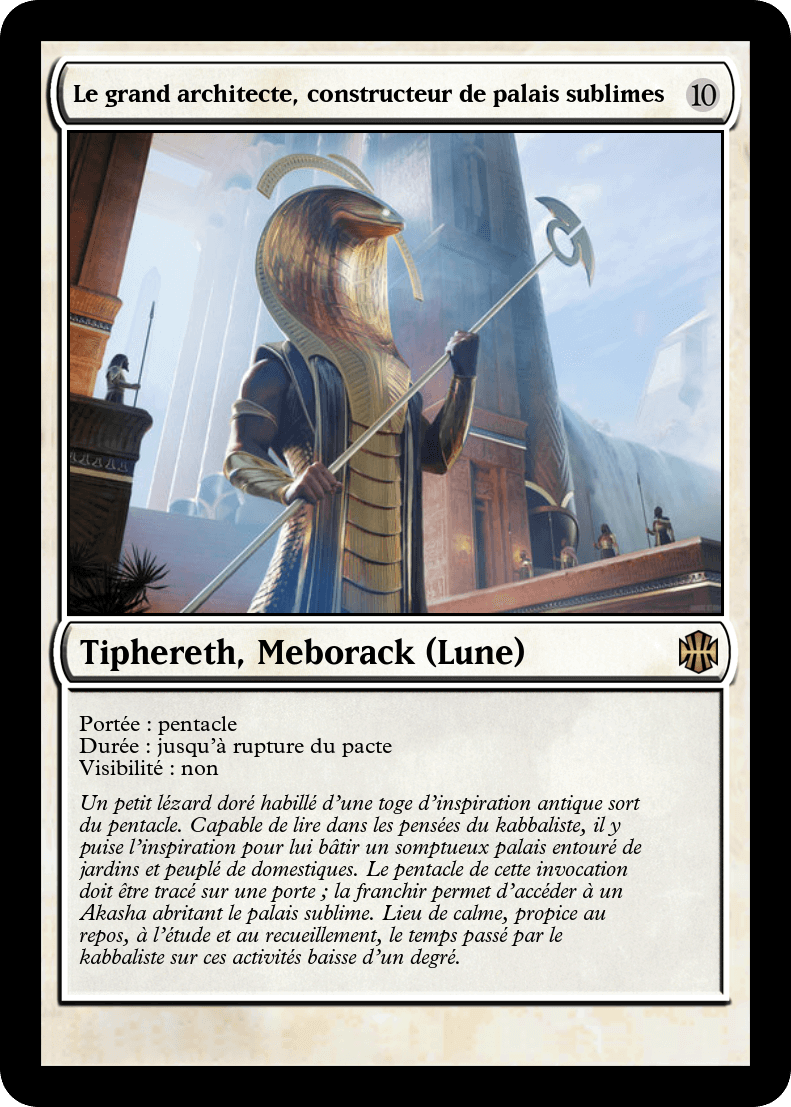 Le grand architecte, constructeur de palais sublimes 10
Tiphereth, Meborack (Lune)
Portée : pentacle
Durée : jusqu'à rupture du pacte
Visibilité : non
Un petit lézard doré habillé d'une toge d'inspiration antique sort
du pentacle. Capable de lire dans les pensées du kabbaliste, il y
puise l'inspiration pour lui bâtir un somptueux palais entouré de
jardins et peuplé de domestiques. Le pentacle de cette invocation
doit être tracé sur une porte ; la franchir permet d'accéder à un
Akasha abritant le palais sublime. Lieu de calme, propice au
repos, à l'étude et au recueillement, le temps passé par le
kabbaliste sur ces activités baisse d'un degré.